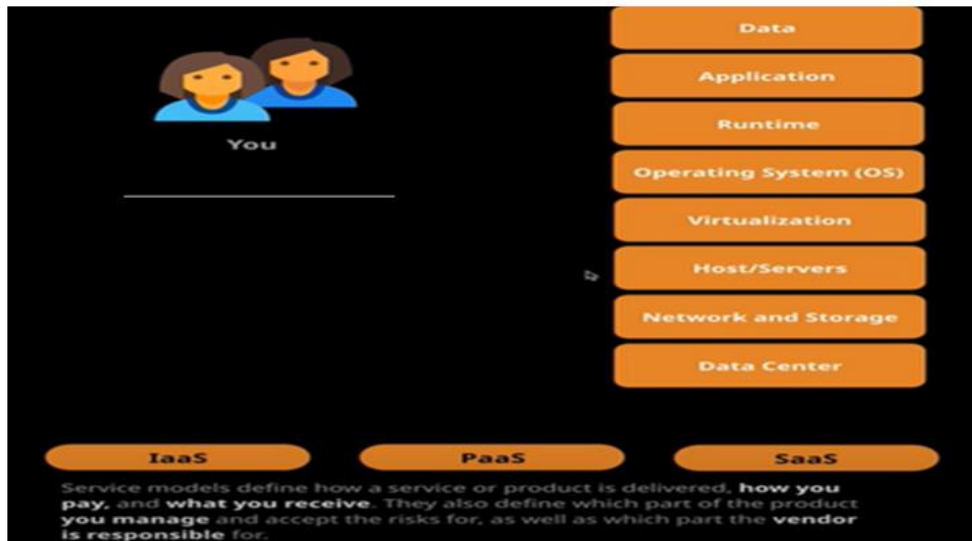 Data
Application
You
Runtime
Operating System (OS)
Virtualization
Host/Servers
Network and Storage
Data Center
IaaS
PaaS
SaaS
Service models define how a service or product is delivered, how you
pay, and what you receive. They also define which part of the product
you manage and accept the risks for, as well as which part the vendor
is responsible for.